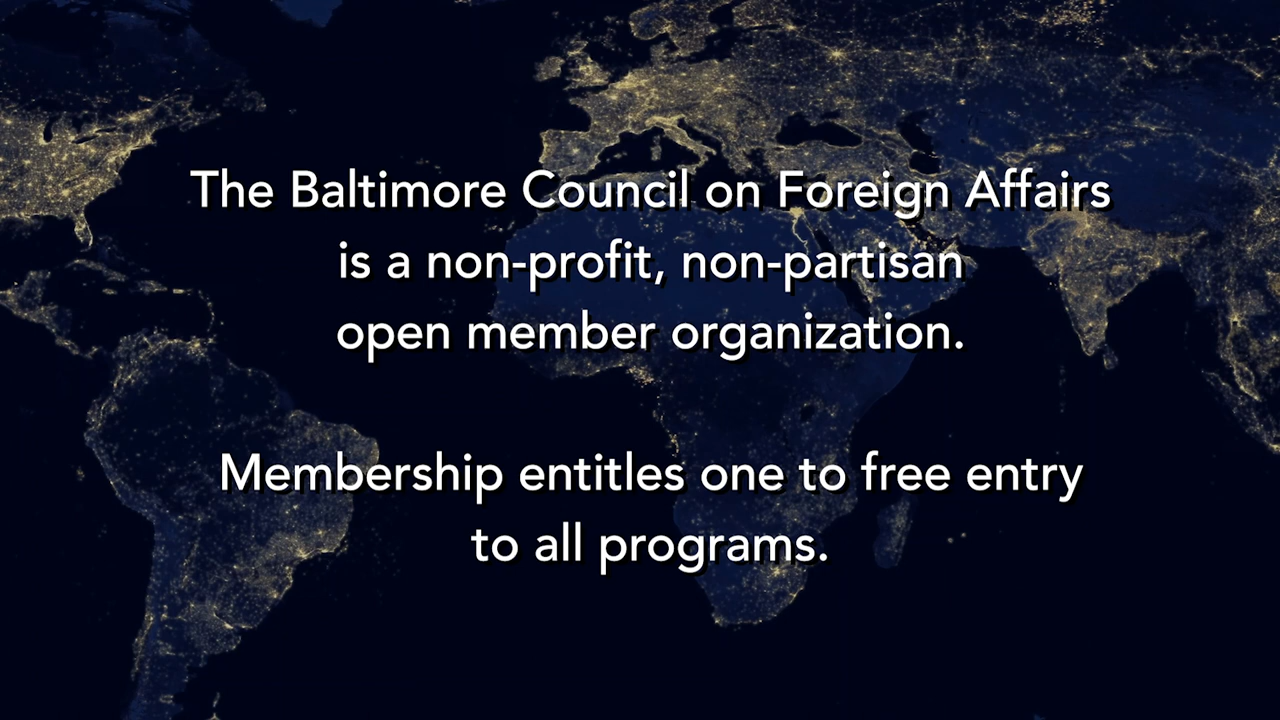 The Baltimore Council on Foreign Affairs
is a non-profit, non-partisan
open member organization.
Membership entitles one to free entry
to all programs.